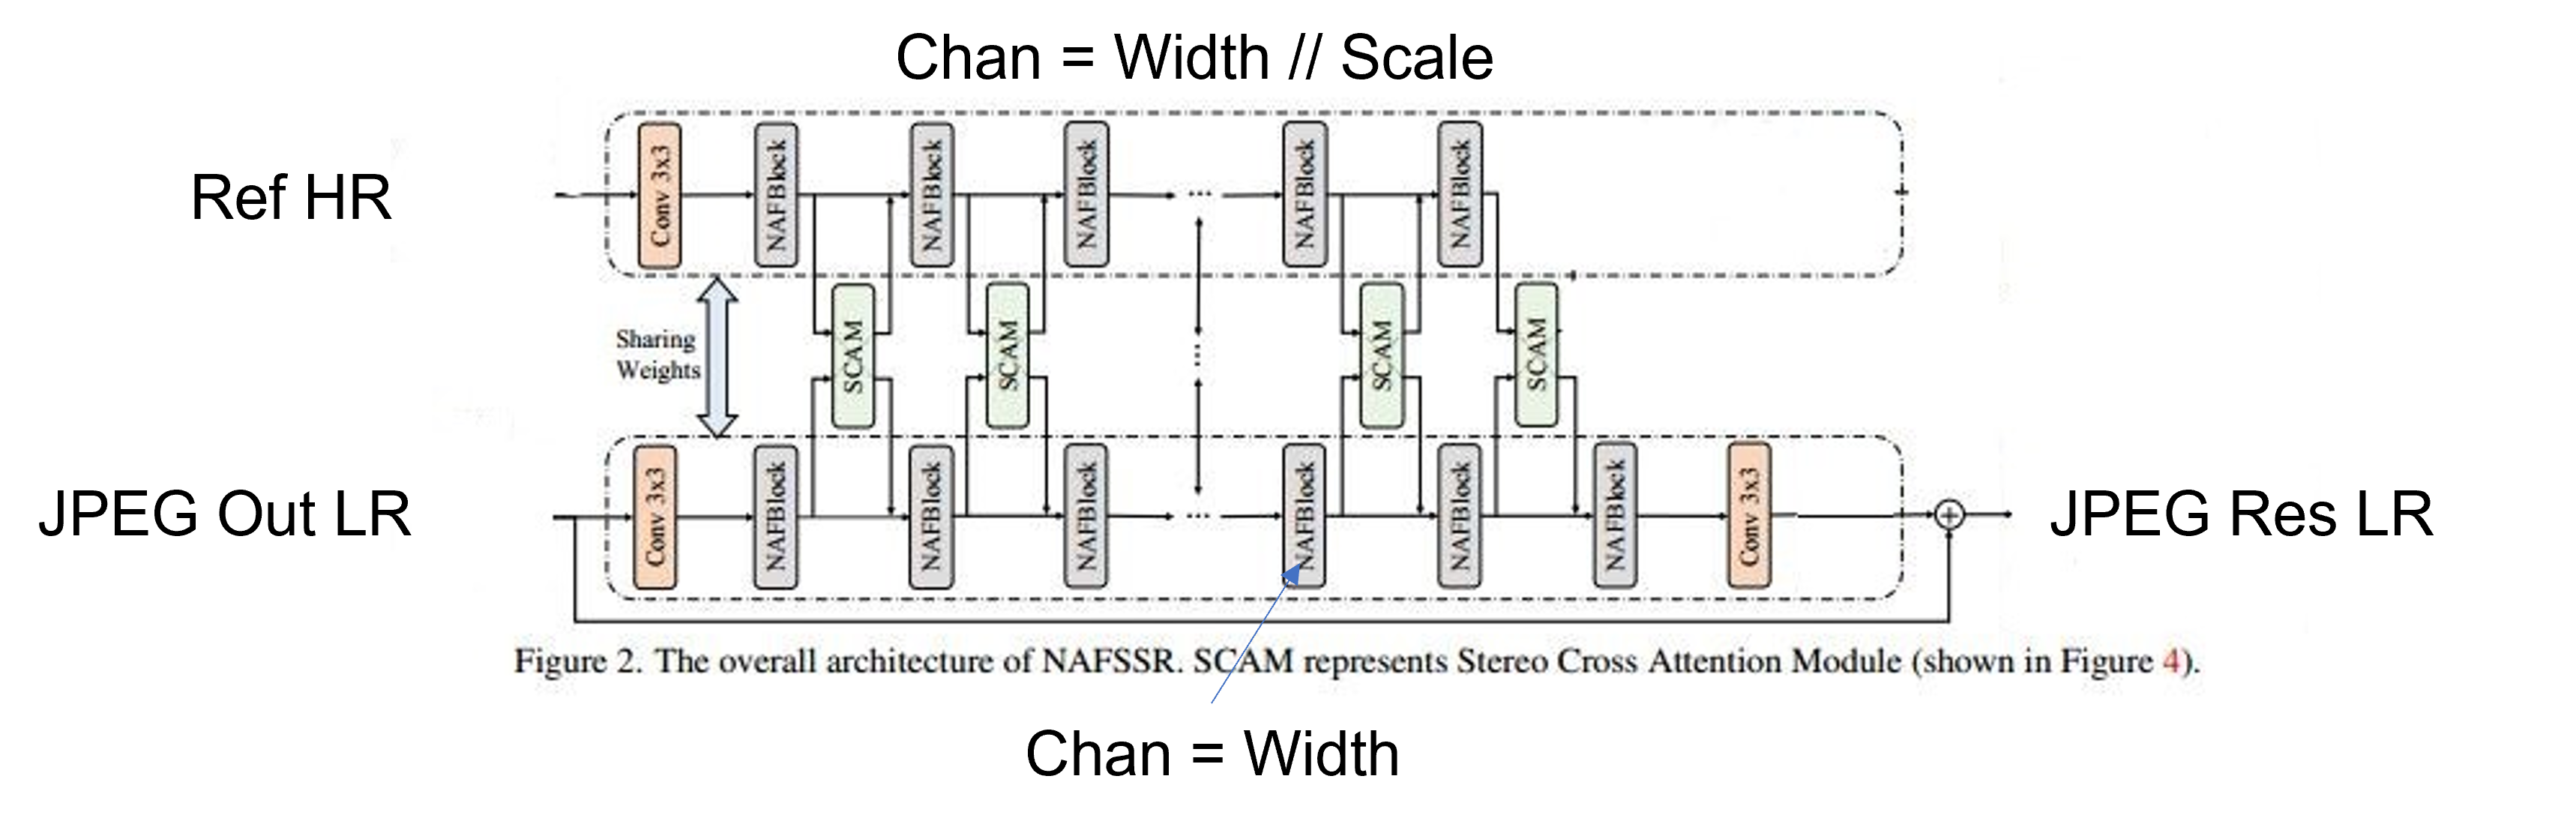 Chan = Width // Scale
Ref HR
Conv 3x3
NAFBlock
NAFBlock
NAFBlock
...
NAFBlock
NAFBlock
Sharing
Weights
SCAM
SCAM
SCAM
SCAM
JPEG Out LR
Conv 3x3
NAFBlock
NAFBlock
NAFBlock
...
NAFBlock
NAFBlock
NAFBlock
Conv 3x3
JPEG Res LR
Figure 2. The overall architecture of NAFSSR. SCAM represents Stereo Cross Attention Module (shown in Figure 4).
Chan = Width